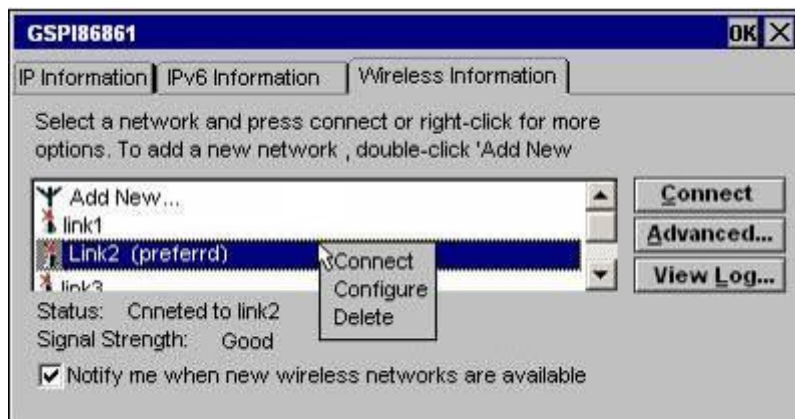 GSPI86861 OK
IP Information IPv6 Information Wireless Information
Select a network and press connect or right-click for more
options. To add a new network , double-click 'Add New
Add New...
link1
Link2 (preferrd)
link3
Connect
Configure
Delete
Connect
Advanced...
View Log...
Status: Cnneted to link2
Signal Strength: Good
Notify me when new wireless networks are available